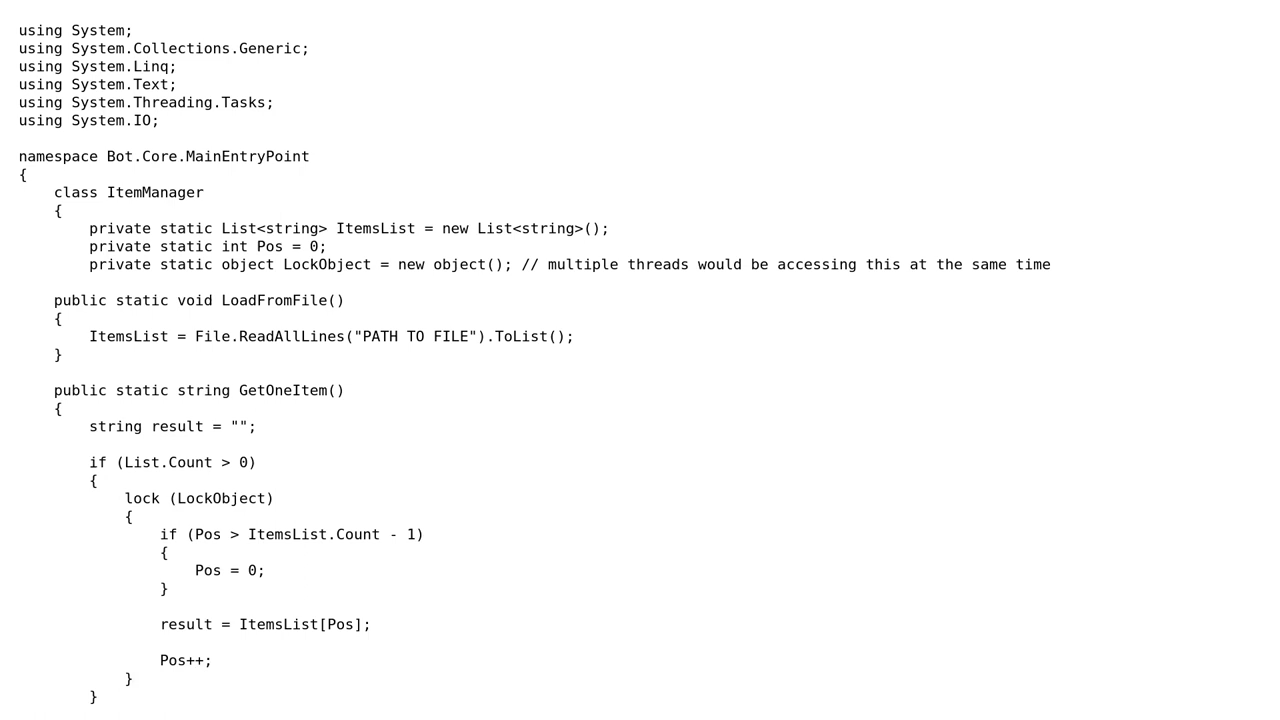 using System;
using System.Collections.Generic;
using System.Linq;
using System.Text;
using System.Threading.Tasks;
using System.IO;

namespace Bot.Core.MainEntryPoint
{
    class ItemManager
    {
        private static List<string> ItemsList = new List<string>();
        private static int Pos = 0;
        private static object LockObject = new object(); // multiple threads would be accessing this at the same time

    public static void LoadFromFile()
    {
        ItemsList = File.ReadAllLines("PATH TO FILE").ToList();
    }

    public static string GetOneItem()
    {
        string result = "";

        if (List.Count > 0)
        {
            lock (LockObject)
            {
                if (Pos > ItemsList.Count - 1)
                {
                    Pos = 0;
                }

                result = ItemsList[Pos];

                Pos++;
            }
        }